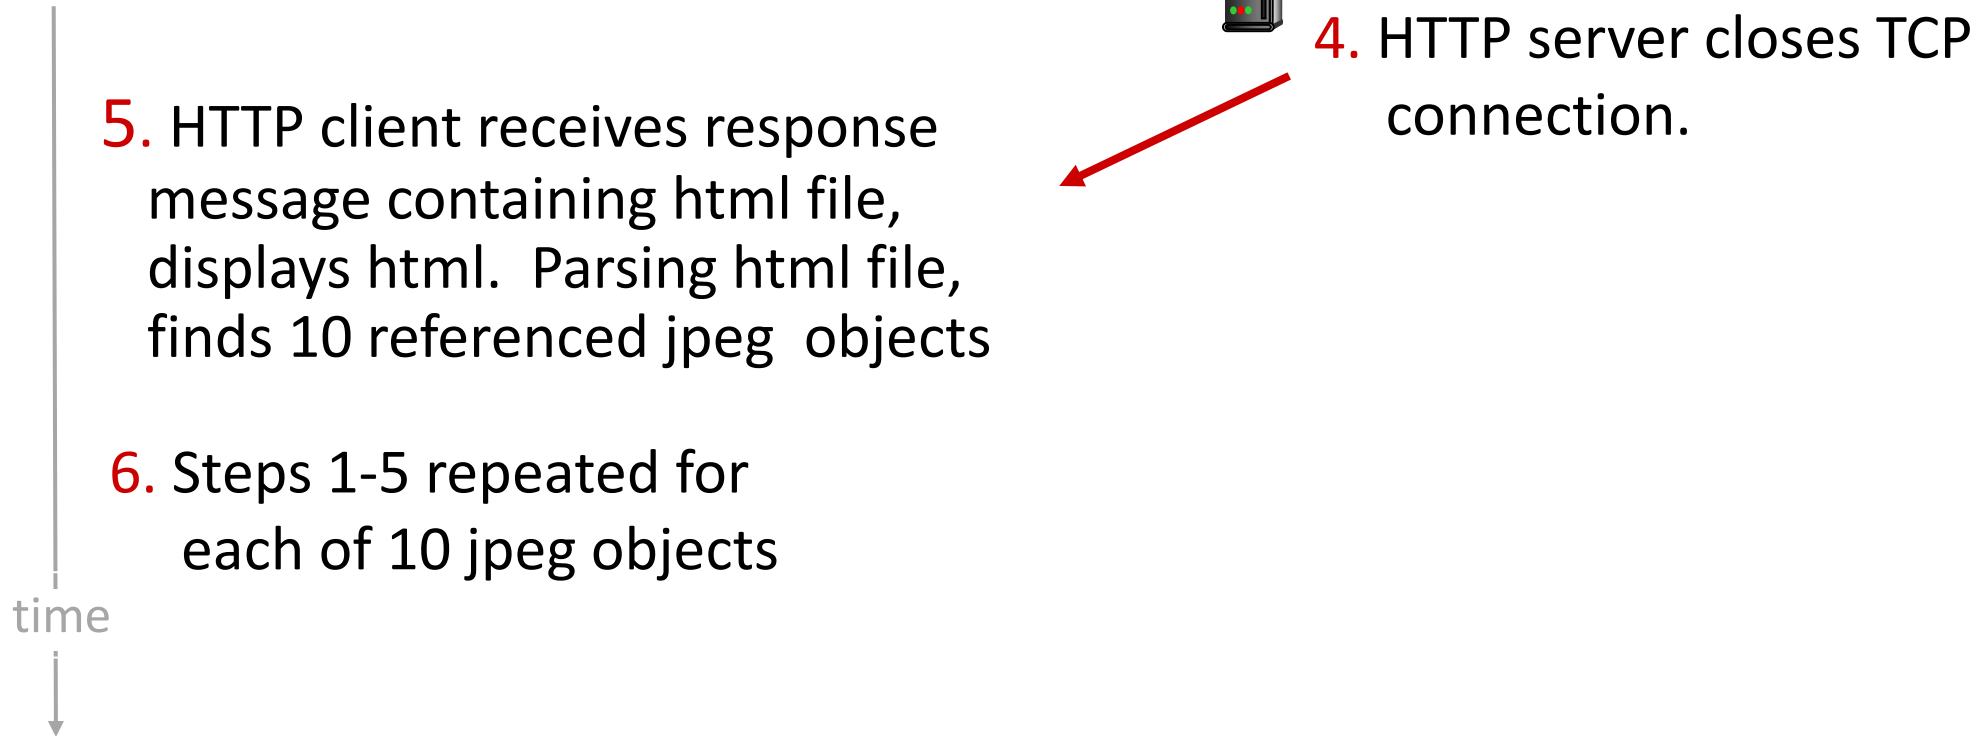 4. HTTP server closes TCP
connection.
5. HTTP client receives response
message containing html file,
displays html.  Parsing html file,
finds 10 referenced jpeg  objects
6. Steps 1-5 repeated for
each of 10 jpeg objects
time